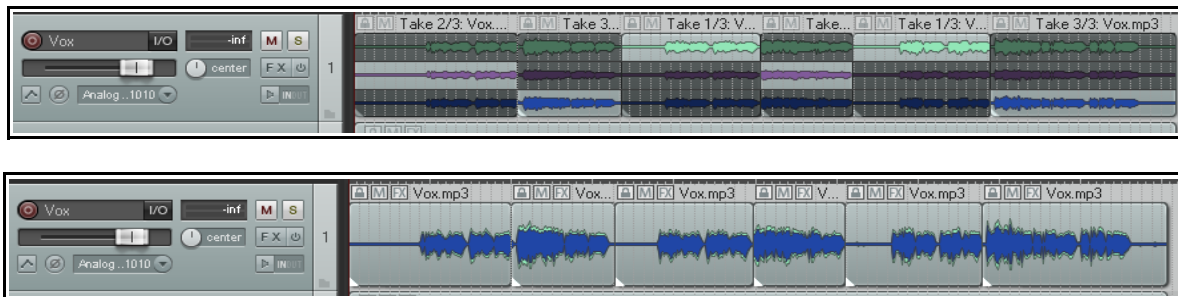 M Take 2/3: Vox.... M Take 3... M Take 1/3: V... M Take... M Take 1/3: V... M Take 3/3: Vox.mp3
Vox I/O -inf M S
center FX 1
Analog..1010 IN OUT
M FX Vox.mp3 M FX Vox... M FX Vox.mp3 M FX V... M FX Vox.mp3 M FX Vox.mp3
Vox I/O -inf M S
center FX 1
Analog..1010 IN OUT